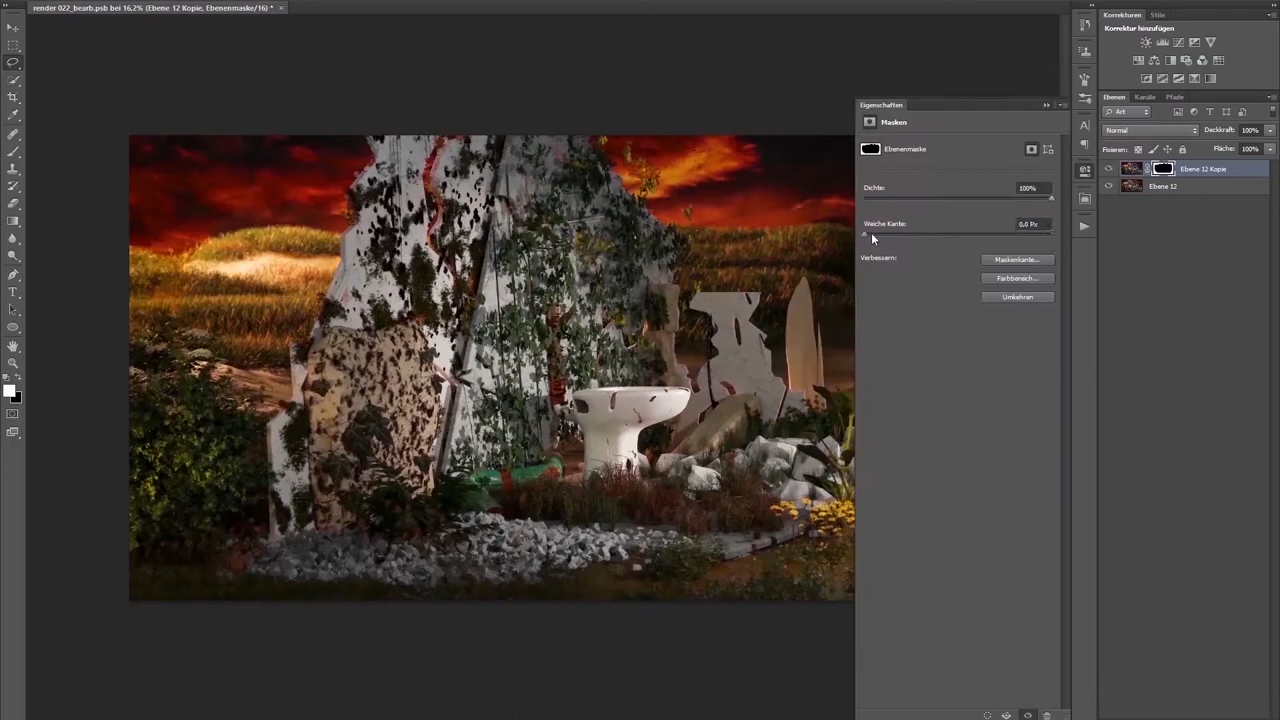 render 022_bearb.psb bei 16,2% (Ebene 12 Kopie, Ebenenmaske/16) *
Korrekturen Stile
Korrektur hinzufügen
Ebenen Kanäle Pfade
Art
Normal Deckkraft: 100%
Fixieren: Fläche: 100%
Ebene 12 Kopie
Ebene 12
Eigenschaften
Masken
Ebenenmaske
Dichte: 100%
Weiche Kante: 0,0 Px
Verbessern: Maskenkante...
Farbbereich...
Umkehren